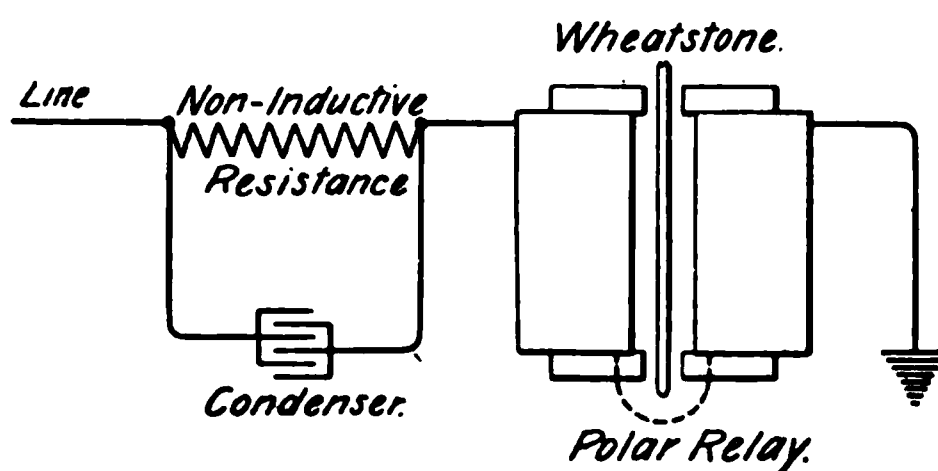 Wheatstone.
Line
Non-Inductive
Resistance
Condenser.
Polar Relay.